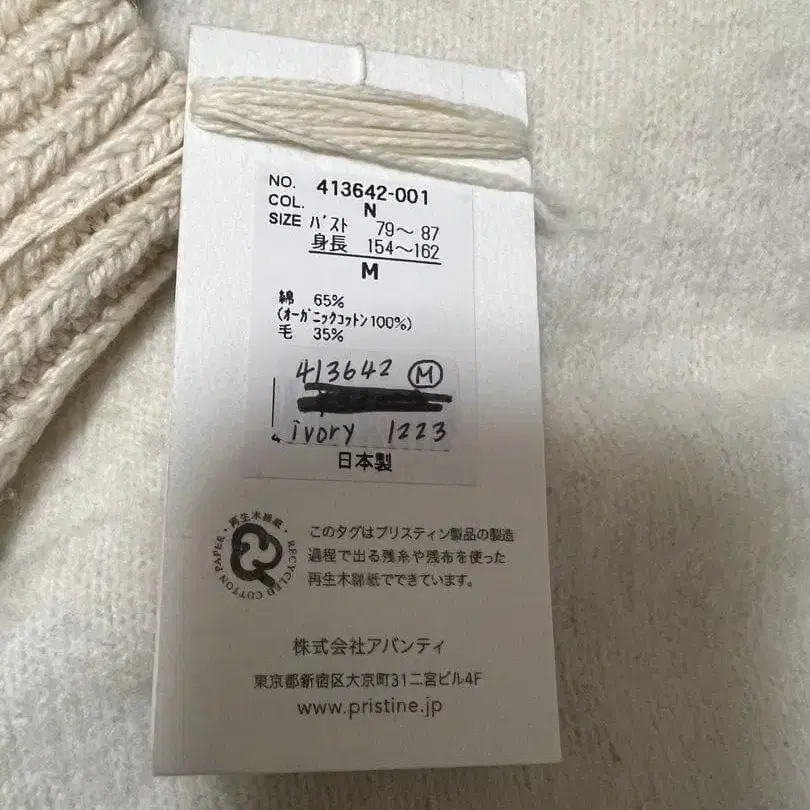 NO. 413642-001
COL. N
SIZE ﾊﾞｽﾄ 79～ 87
身長 154～162
M
綿 65%
(ｵｰｶﾞﾆｯｸｺｯﾄﾝ100%)
毛 35%
413642 Ⓜ
ivory 1223
日本製
・再生木綿紙・
RECYCLED COTTON PAPER
このタグはプリスティン製品の製造
過程で出る残糸や残布を使った
再生木綿紙でできています。
株式会社アバンティ
東京都新宿区大京町31二宮ビル4F
www.pristine.jp